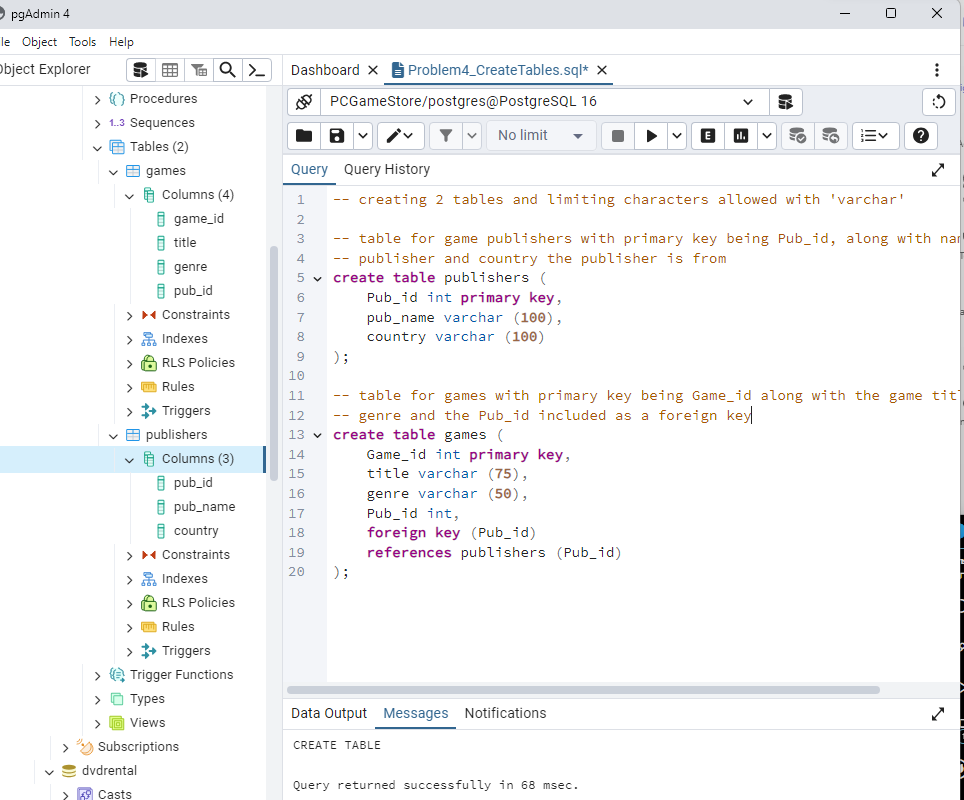 pgAdmin 4
Object Tools Help
Object Explorer
Procedures
1..3 Sequences
Tables (2)
games
Columns (4)
game_id
title
genre
pub_id
Constraints
Indexes
RLS Policies
Rules
Triggers
publishers
Columns (3)
pub_id
pub_name
country
Constraints
Indexes
RLS Policies
Rules
Triggers
Trigger Functions
Types
Views
Subscriptions
dvdrental
Casts
Dashboard
Problem4_CreateTables.sql*
PCGameStore/postgres@PostgreSQL 16
No limit
E
Query Query History
1 -- creating 2 tables and limiting characters allowed with 'varchar'
2
3 -- table for game publishers with primary key being Pub_id, along with
4 -- publisher and country the publisher is from
5 create table publishers (
6 Pub_id int primary key,
7 pub_name varchar (100),
8 country varchar (100)
9 );
10
11 -- table for games with primary key being Game_id along with the game
12 -- genre and the Pub_id included as a foreign key
13 create table games (
14 Game_id int primary key,
15 title varchar (75),
16 genre varchar (50),
17 Pub_id int,
18 foreign key (Pub_id)
19 references publishers (Pub_id)
20 );
Data Output Messages Notifications
CREATE TABLE
Query returned successfully in 68 msec.